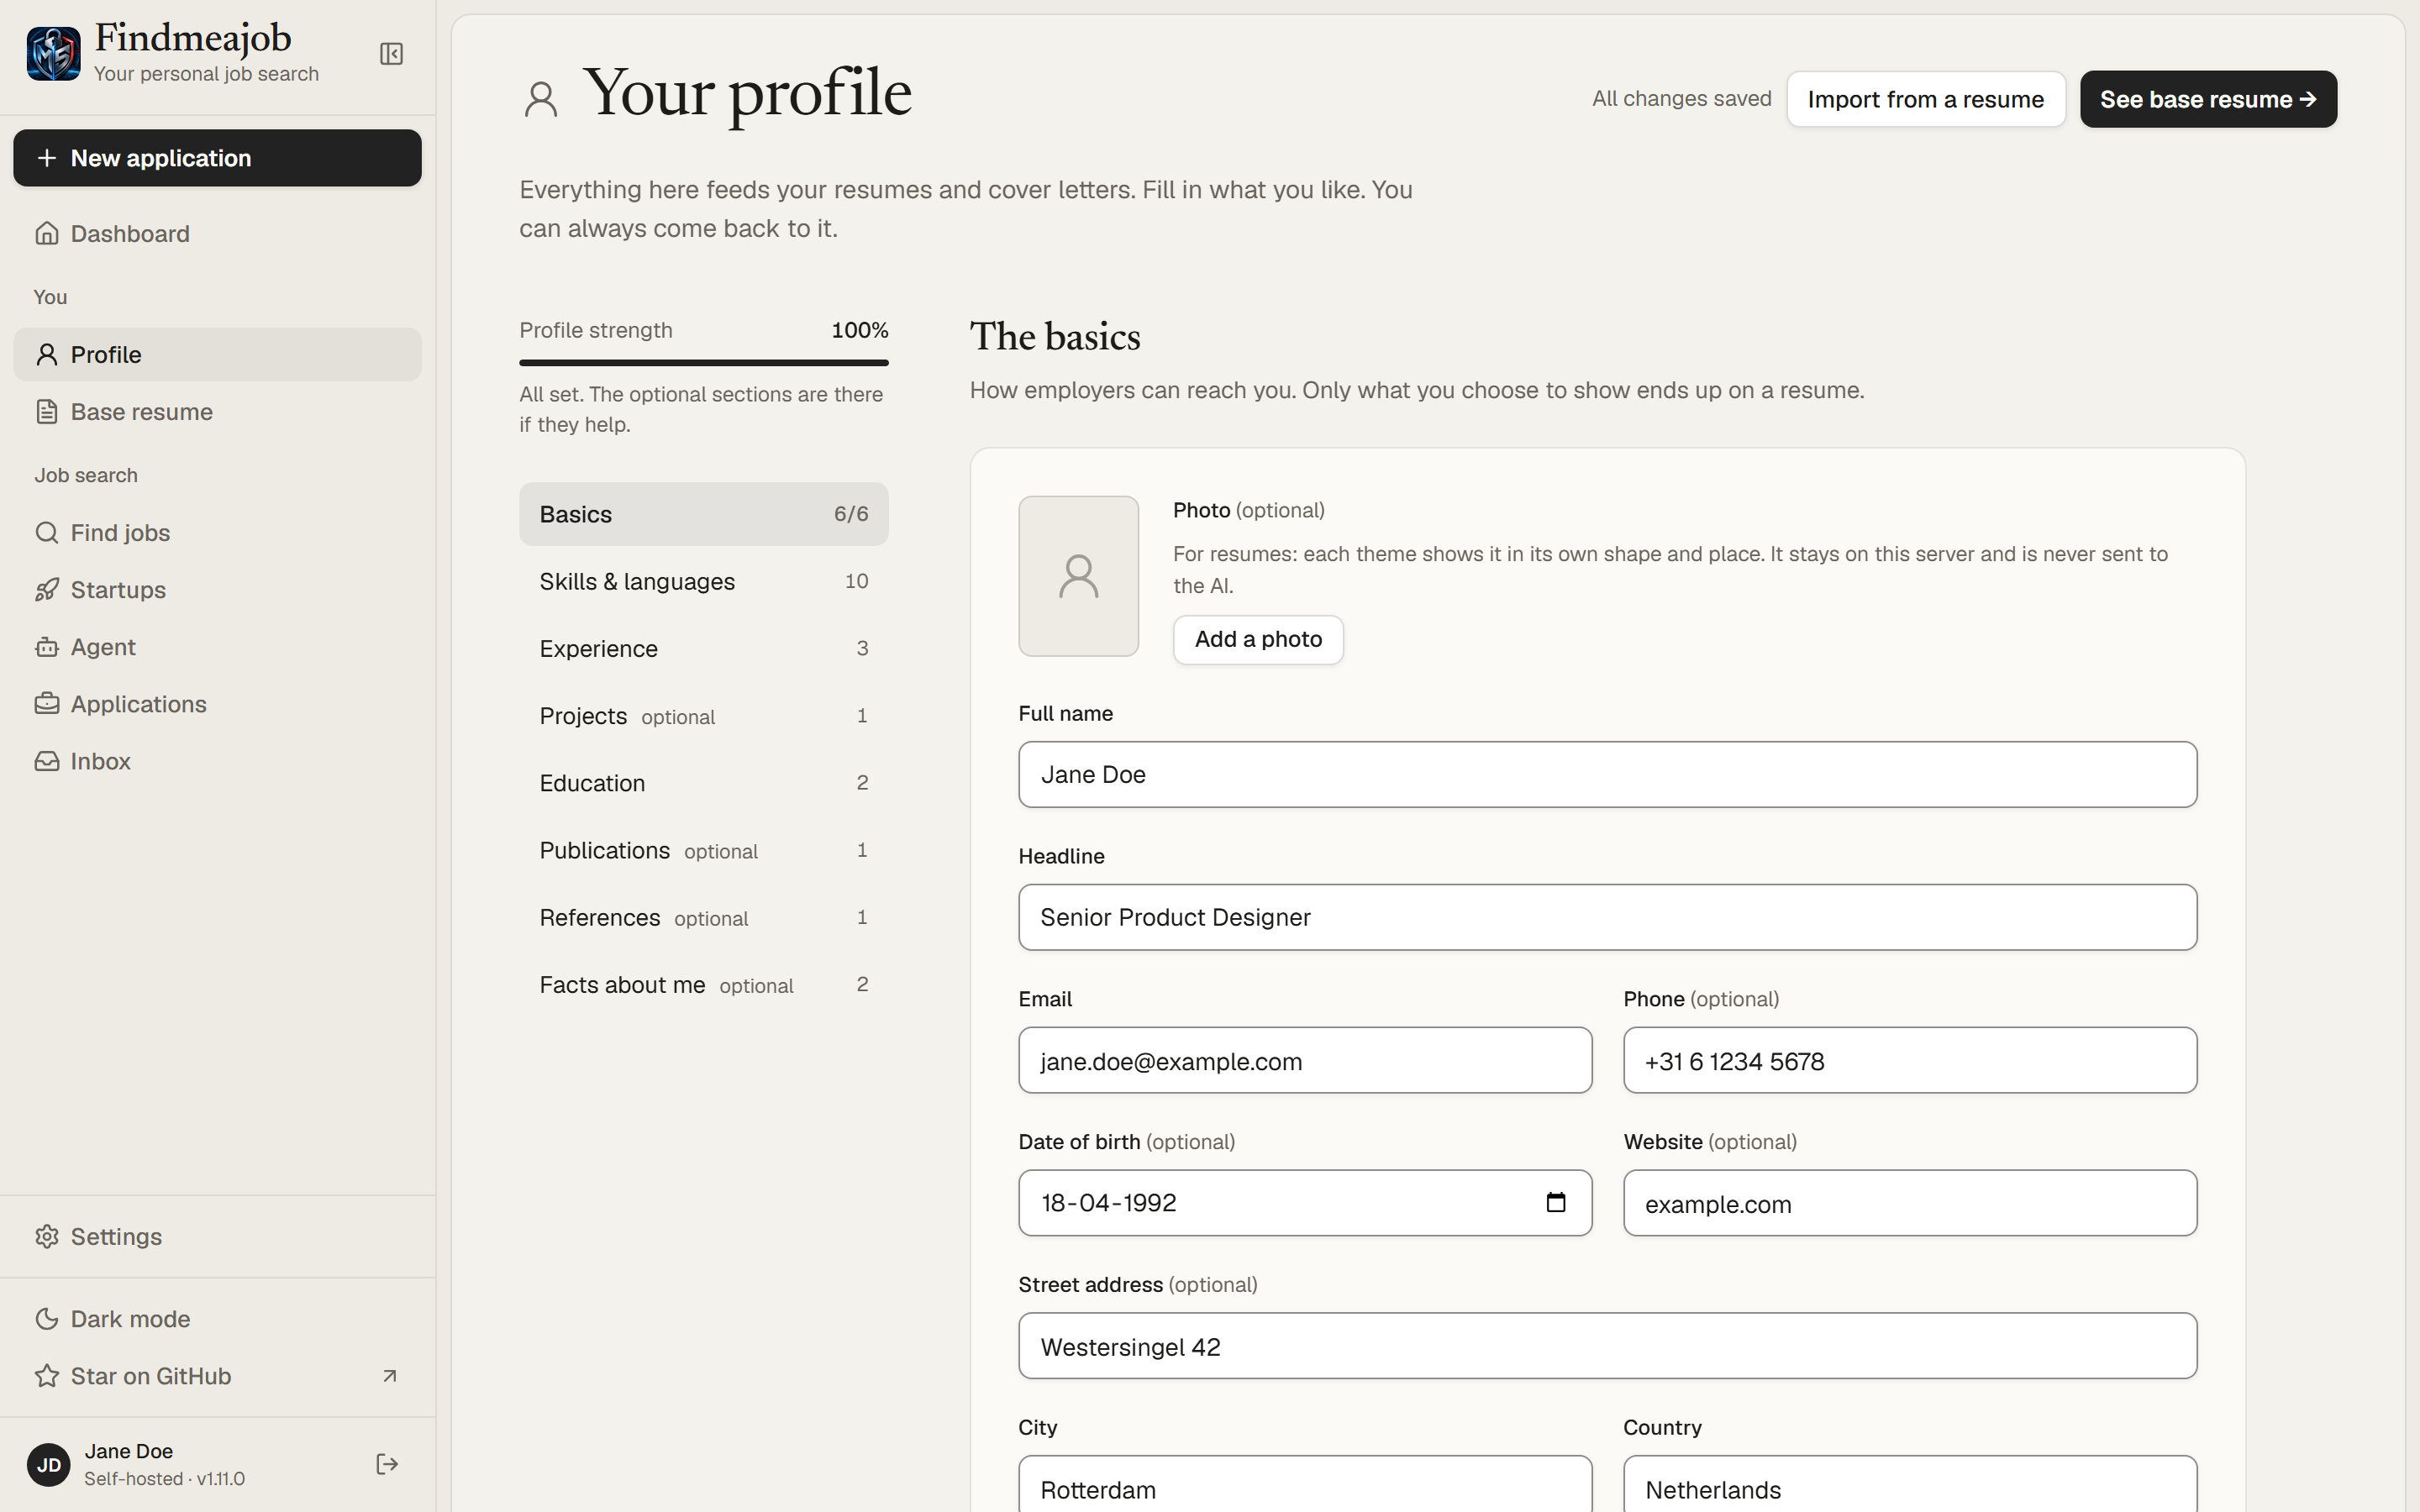 Findmeajob
Your personal job search
New application
Dashboard
You
Profile
Base resume
Job search
Find jobs
Startups
Agent
Applications
Inbox
Settings
Dark mode
Star on GitHub
JD
Jane Doe
Self-hosted · v1.11.0
Your profile
All changes saved
Import from a resume
See base resume →
Everything here feeds your resumes and cover letters. Fill in what you like. You
can always come back to it.
Profile strength 100%
All set. The optional sections are there
if they help.
Basics 6/6
Skills & languages 10
Experience 3
Projects optional 1
Education 2
Publications optional 1
References optional 1
Facts about me optional 2
The basics
How employers can reach you. Only what you choose to show ends up on a resume.
Photo (optional)
For resumes: each theme shows it in its own shape and place. It stays on this server and is never sent to
the AI.
Add a photo
Full name
Jane Doe
Headline
Senior Product Designer
Email Phone (optional)
jane.doe@example.com +31 6 1234 5678
Date of birth (optional) Website (optional)
18-04-1992 example.com
Street address (optional)
Westersingel 42
City Country
Rotterdam Netherlands